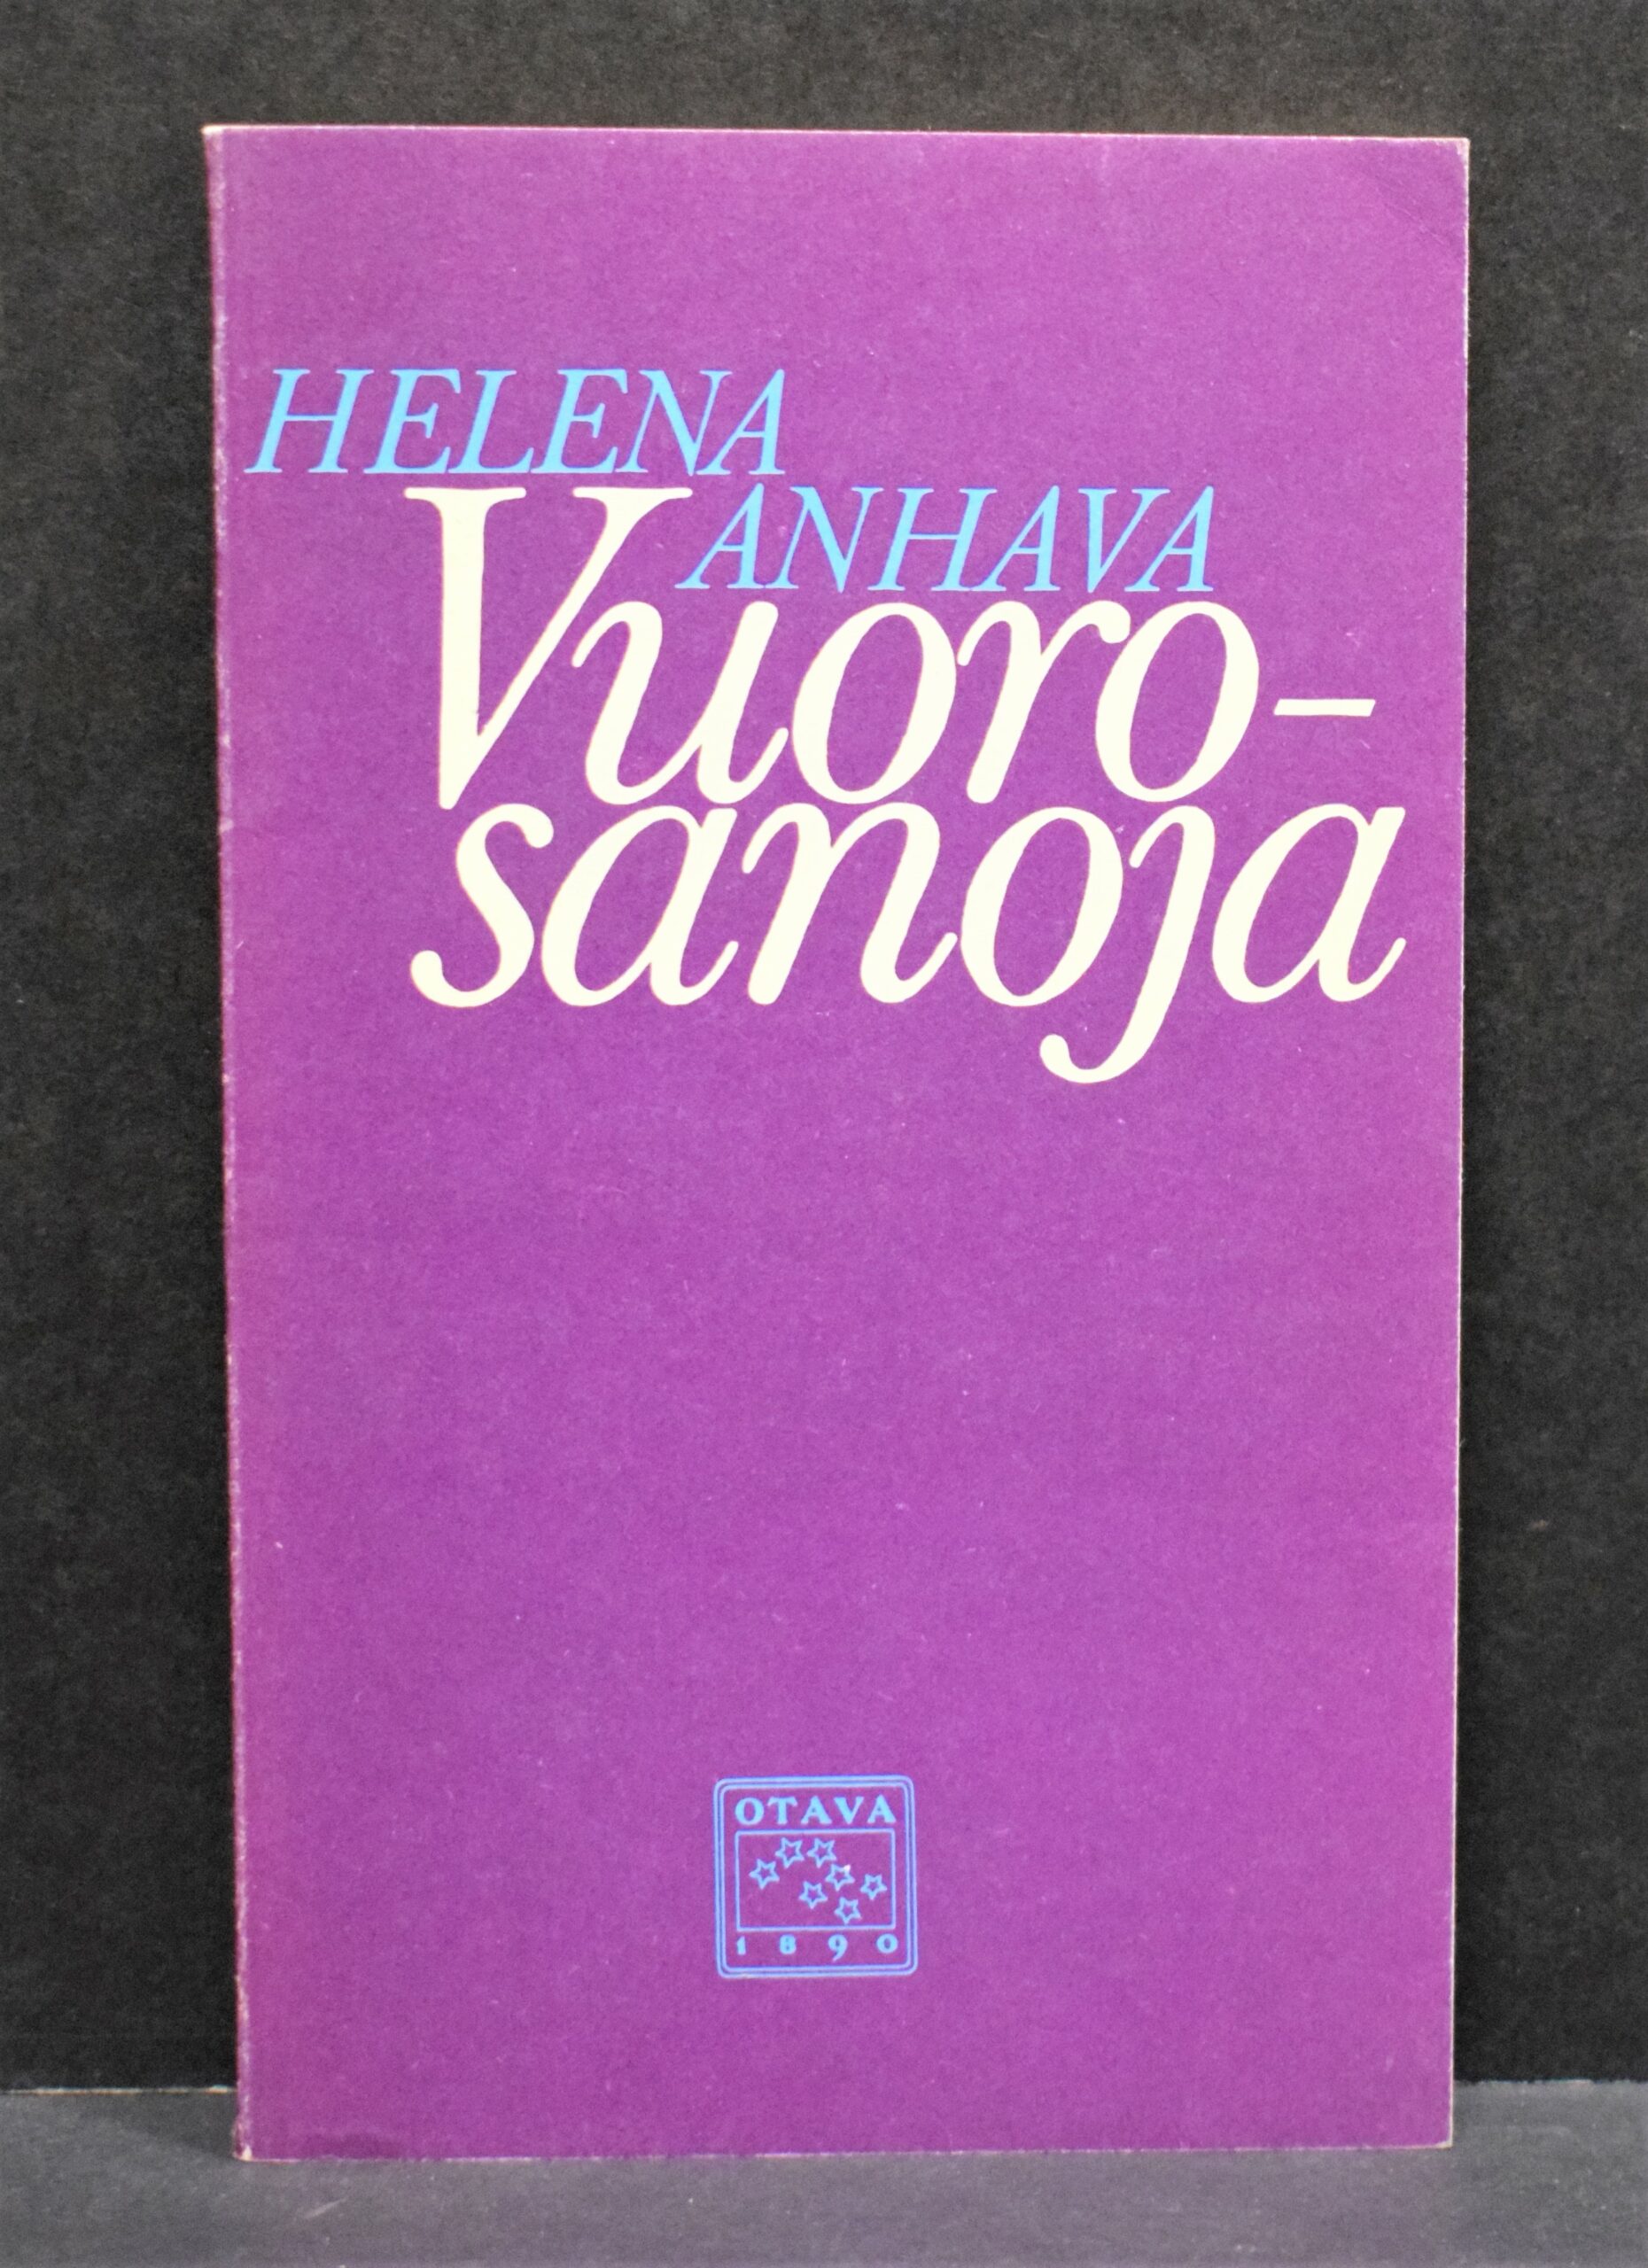 HELENA
ANHAVA
Vuoro-
sanoja
OTAVA
1890